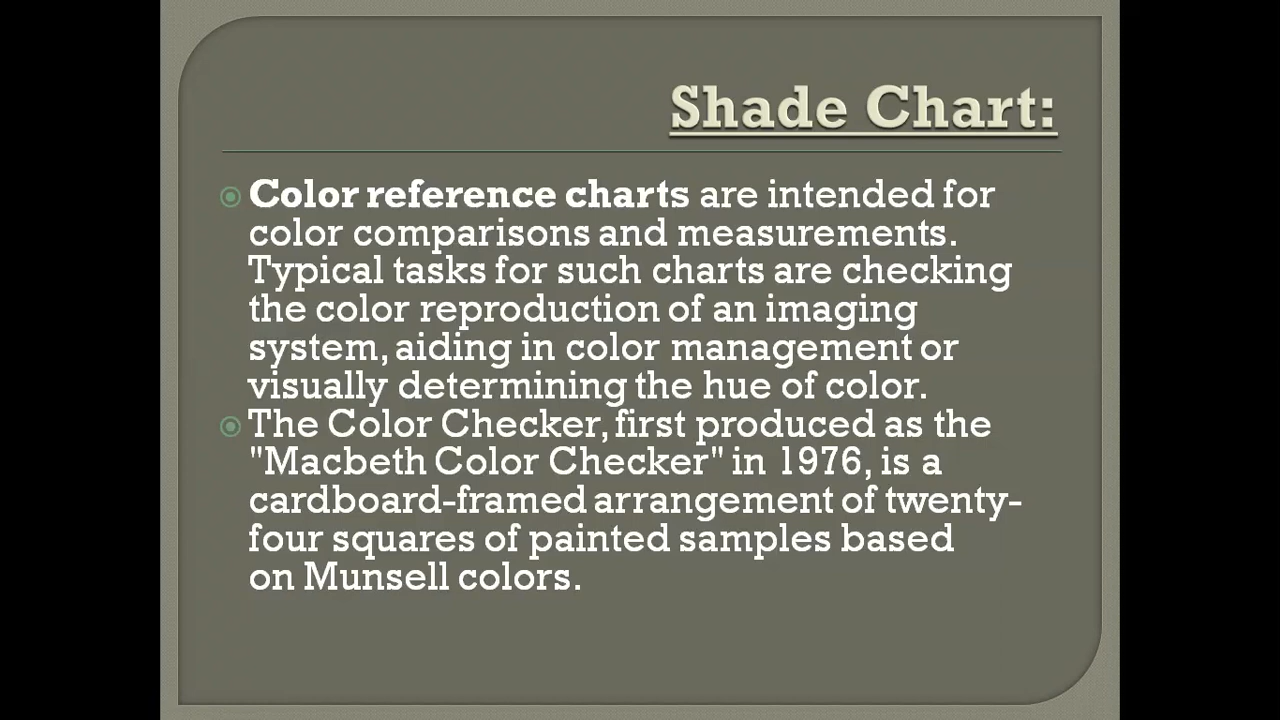 Shade Chart:
Color reference charts are intended for
color comparisons and measurements.
Typical tasks for such charts are checking
the color reproduction of an imaging
system, aiding in color management or
visually determining the hue of color.
The Color Checker, first produced as the
"Macbeth Color Checker" in 1976, is a
cardboard-framed arrangement of twenty-
four squares of painted samples based
on Munsell colors.